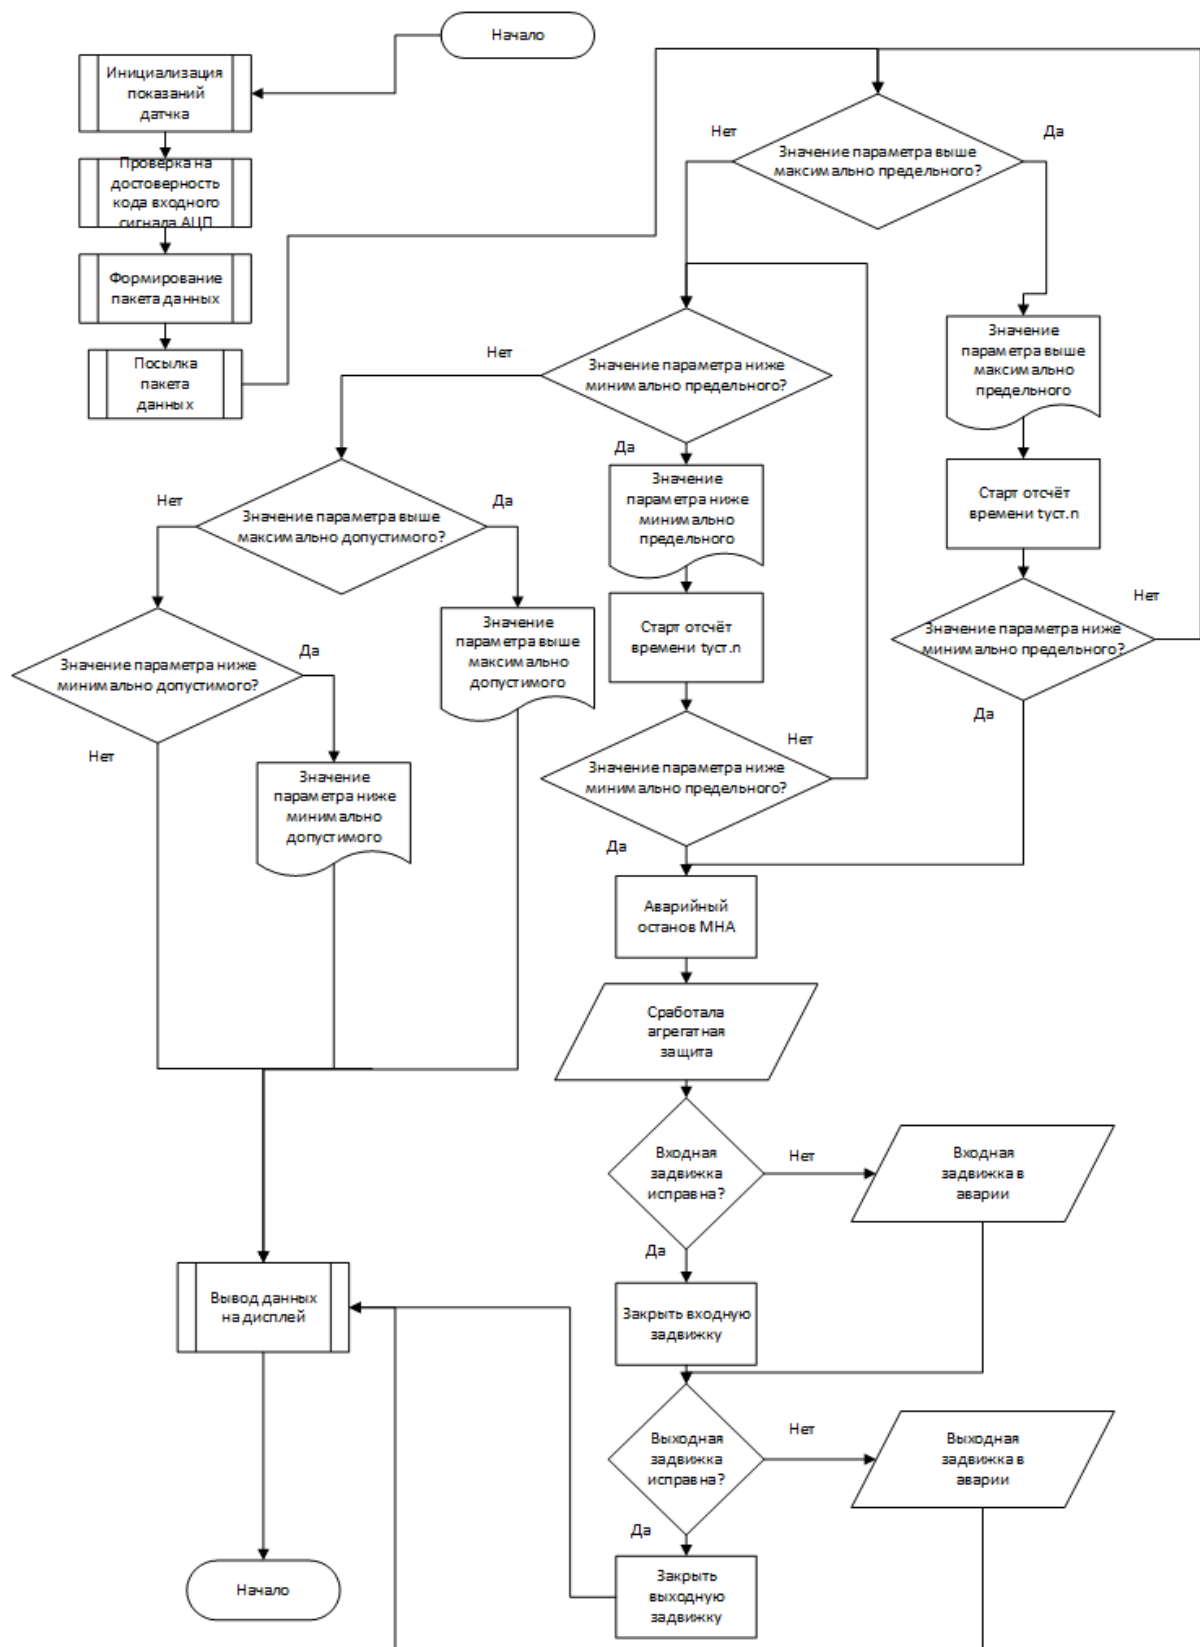 Начало
Инициализация
показаний
датчка
Проверка на
достоверность
кода входного
сигнала АЦП
Формирование
пакета данных
Посылка
пакета
данных
Нет
Да
Значение параметра выше
максимально предельного?
Нет
Значение параметра ниже
минимально предельного?
Да
Значение
параметра выше
максимально
предельного
Старт отсчёт
времени tуст.п
Нет
Значение параметра ниже
минимально предельного?
Да
Значение
параметра ниже
минимально
предельного
Старт отсчёт
времени tуст.п
Нет
Значение параметра ниже
минимально предельного?
Да
Нет
Да
Значение параметра выше
максимально допустимого?
Значение
параметра выше
максимально
допустимого
Да
Значение параметра ниже
минимально допустимого?
Нет
Значение
параметра ниже
минимально
допустимого
Аварийный
останов МНА
Сработала
агрегатная
защита
Входная
задвижка
исправна?
Нет
Входная
задвижка в
аварии
Да
Закрыть входную
задвижку
Выходная
задвижка
исправна?
Нет
Выходная
задвижка в
аварии
Да
Закрыть
выходную
задвижку
Вывод данных
на дисплей
Начало